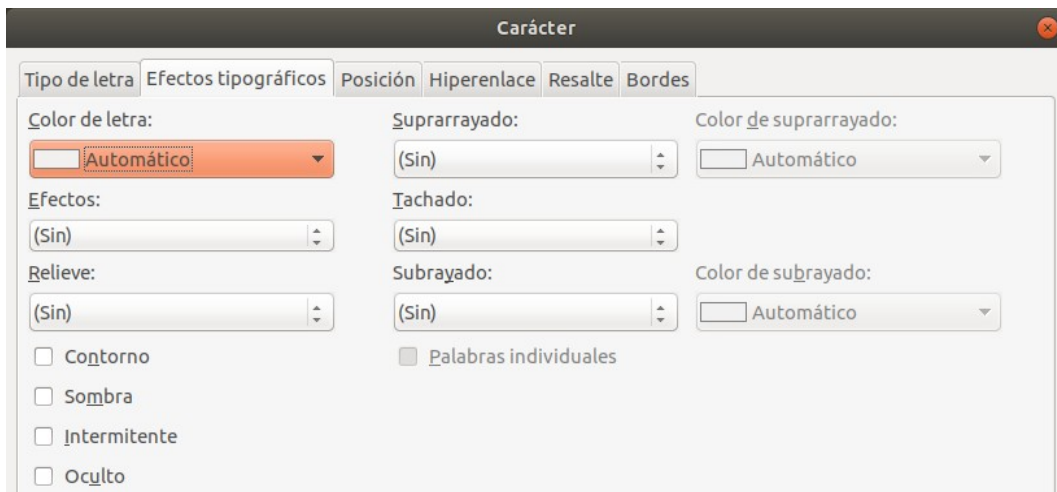 Carácter
Tipo de letra Efectos tipográficos Posición Hiperenlace Resalte Bordes
Color de letra: Suprarrayado: Color de suprarrayado:
Automático (Sin) Automático
Efectos: Tachado:
(Sin) (Sin)
Relieve: Subrayado: Color de subrayado:
(Sin) (Sin) Automático
Contorno Palabras individuales
Sombra
Intermitente
Oculto